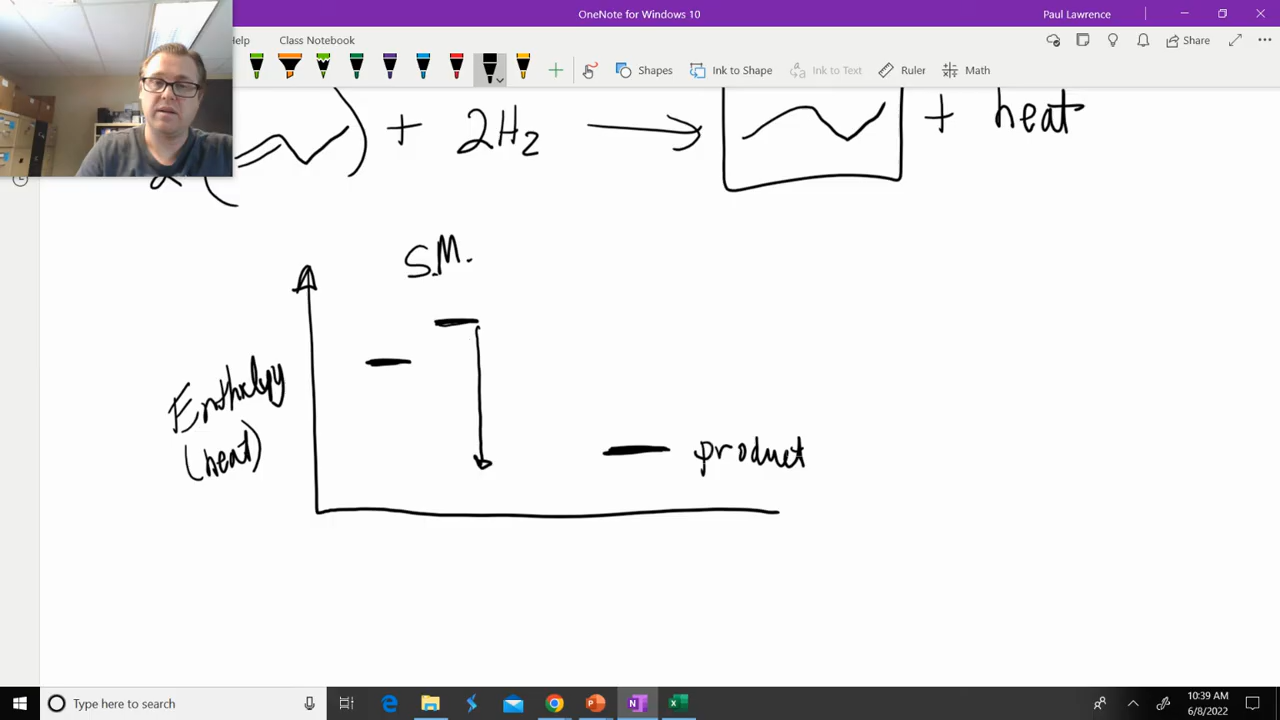 OneNote for Windows 10
Paul Lawrence
Help
Class Notebook
Shapes
Ink to Shape
Ink to Text
Ruler
Math
Share
+ 2H2 + heat
S.M.
Enthalpy
(heat)
product
Type here to search
10:39 AM
6/8/2022